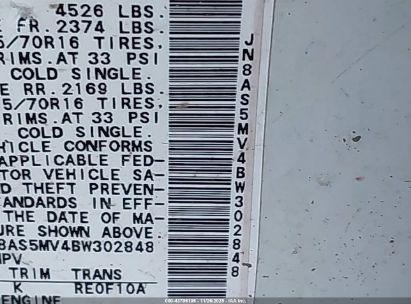 4526 LBS.
E FR. 2374 LBS.
5/70R16 TIRES.
RIMS. AT 33 PSI
COLD SINGLE.
E RR. 2169 LBS.
5/70R16 TIRES.
RIMS. AT 33 PSI
COLD SINGLE.
HICLE CONFORMS
APPLICABLE FED-
TOR VEHICLE SA-
D THEFT PREVEN-
TANDARDS IN EFF-
THE DATE OF MA-
URE SHOWN ABOVE.
8AS5MV4BW302848
MPV
TRIM TRANS
K RE0F10A
ENGINE
JN8AS5MV4BW302848